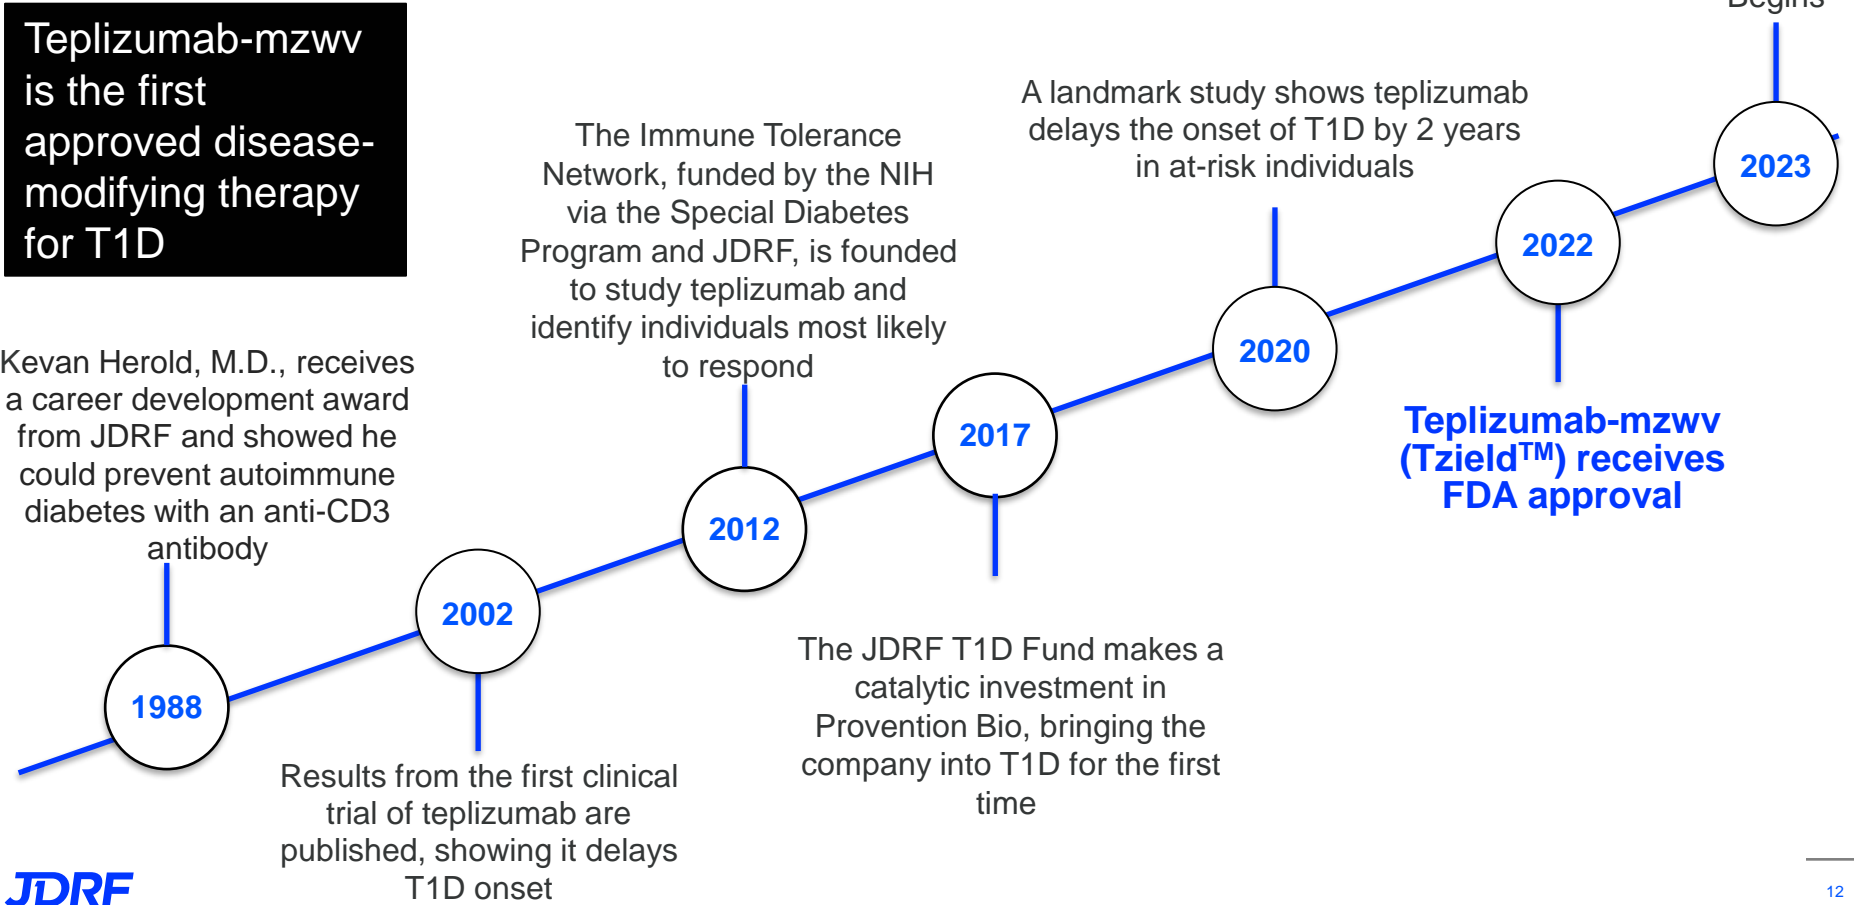 Teplizumab-mzwv
is the first
approved disease-
modifying therapy
for T1D
Kevan Herold, M.D., receives
a career development award
from JDRF and showed he
could prevent autoimmune
diabetes with an anti-CD3
antibody
1988
2002
Results from the first clinical
trial of teplizumab are
published, showing it delays
T1D onset
The Immune Tolerance
Network, funded by the NIH
via the Special Diabetes
Program and JDRF, is founded
to study teplizumab and
identify individuals most likely
to respond
2012
2017
The JDRF T1D Fund makes a
catalytic investment in
Provention Bio, bringing the
company into T1D for the first
time
A landmark study shows teplizumab
delays the onset of T1D by 2 years
in at-risk individuals
2020
2022
Teplizumab-mzwv
(Tzield™) receives
FDA approval
Begins
2023
JDRF
12